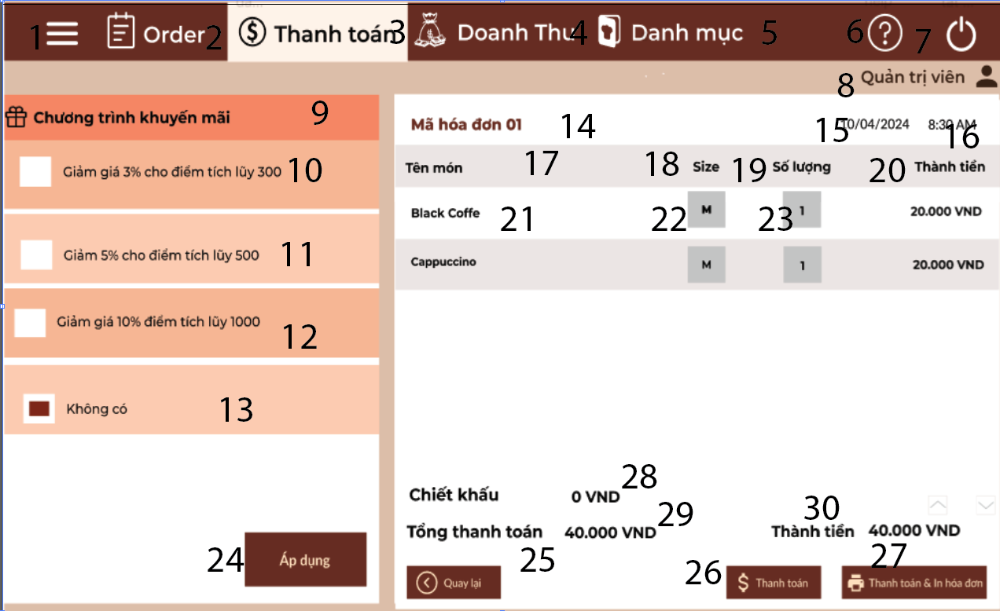 1 Order 2 Thanh toán 3 Doanh Thu 4 Danh mục 5 6 ? 7
8 Quản trị viên
Chương trình khuyến mãi 9
Giảm giá 3% cho điểm tích lũy 300 10
Giảm 5% cho điểm tích lũy 500 11
Giảm giá 10% điểm tích lũy 1000 12
Không có 13
24 Áp dụng
Mã hóa đơn 01 14 15 10/04/2024 8:30 AM 16
Tên món 17 18 Size 19 Số lượng 20 Thành tiền
Black Coffe 21 22 M 23 1 20.000 VND
Cappuccino M 1 20.000 VND
Chiết khấu 0 VND 28
Tổng thanh toán 40.000 VND 29 30 Thành tiền 40.000 VND
Quay lại 25 26 $ Thanh toán 27 Thanh toán & In hóa đơn